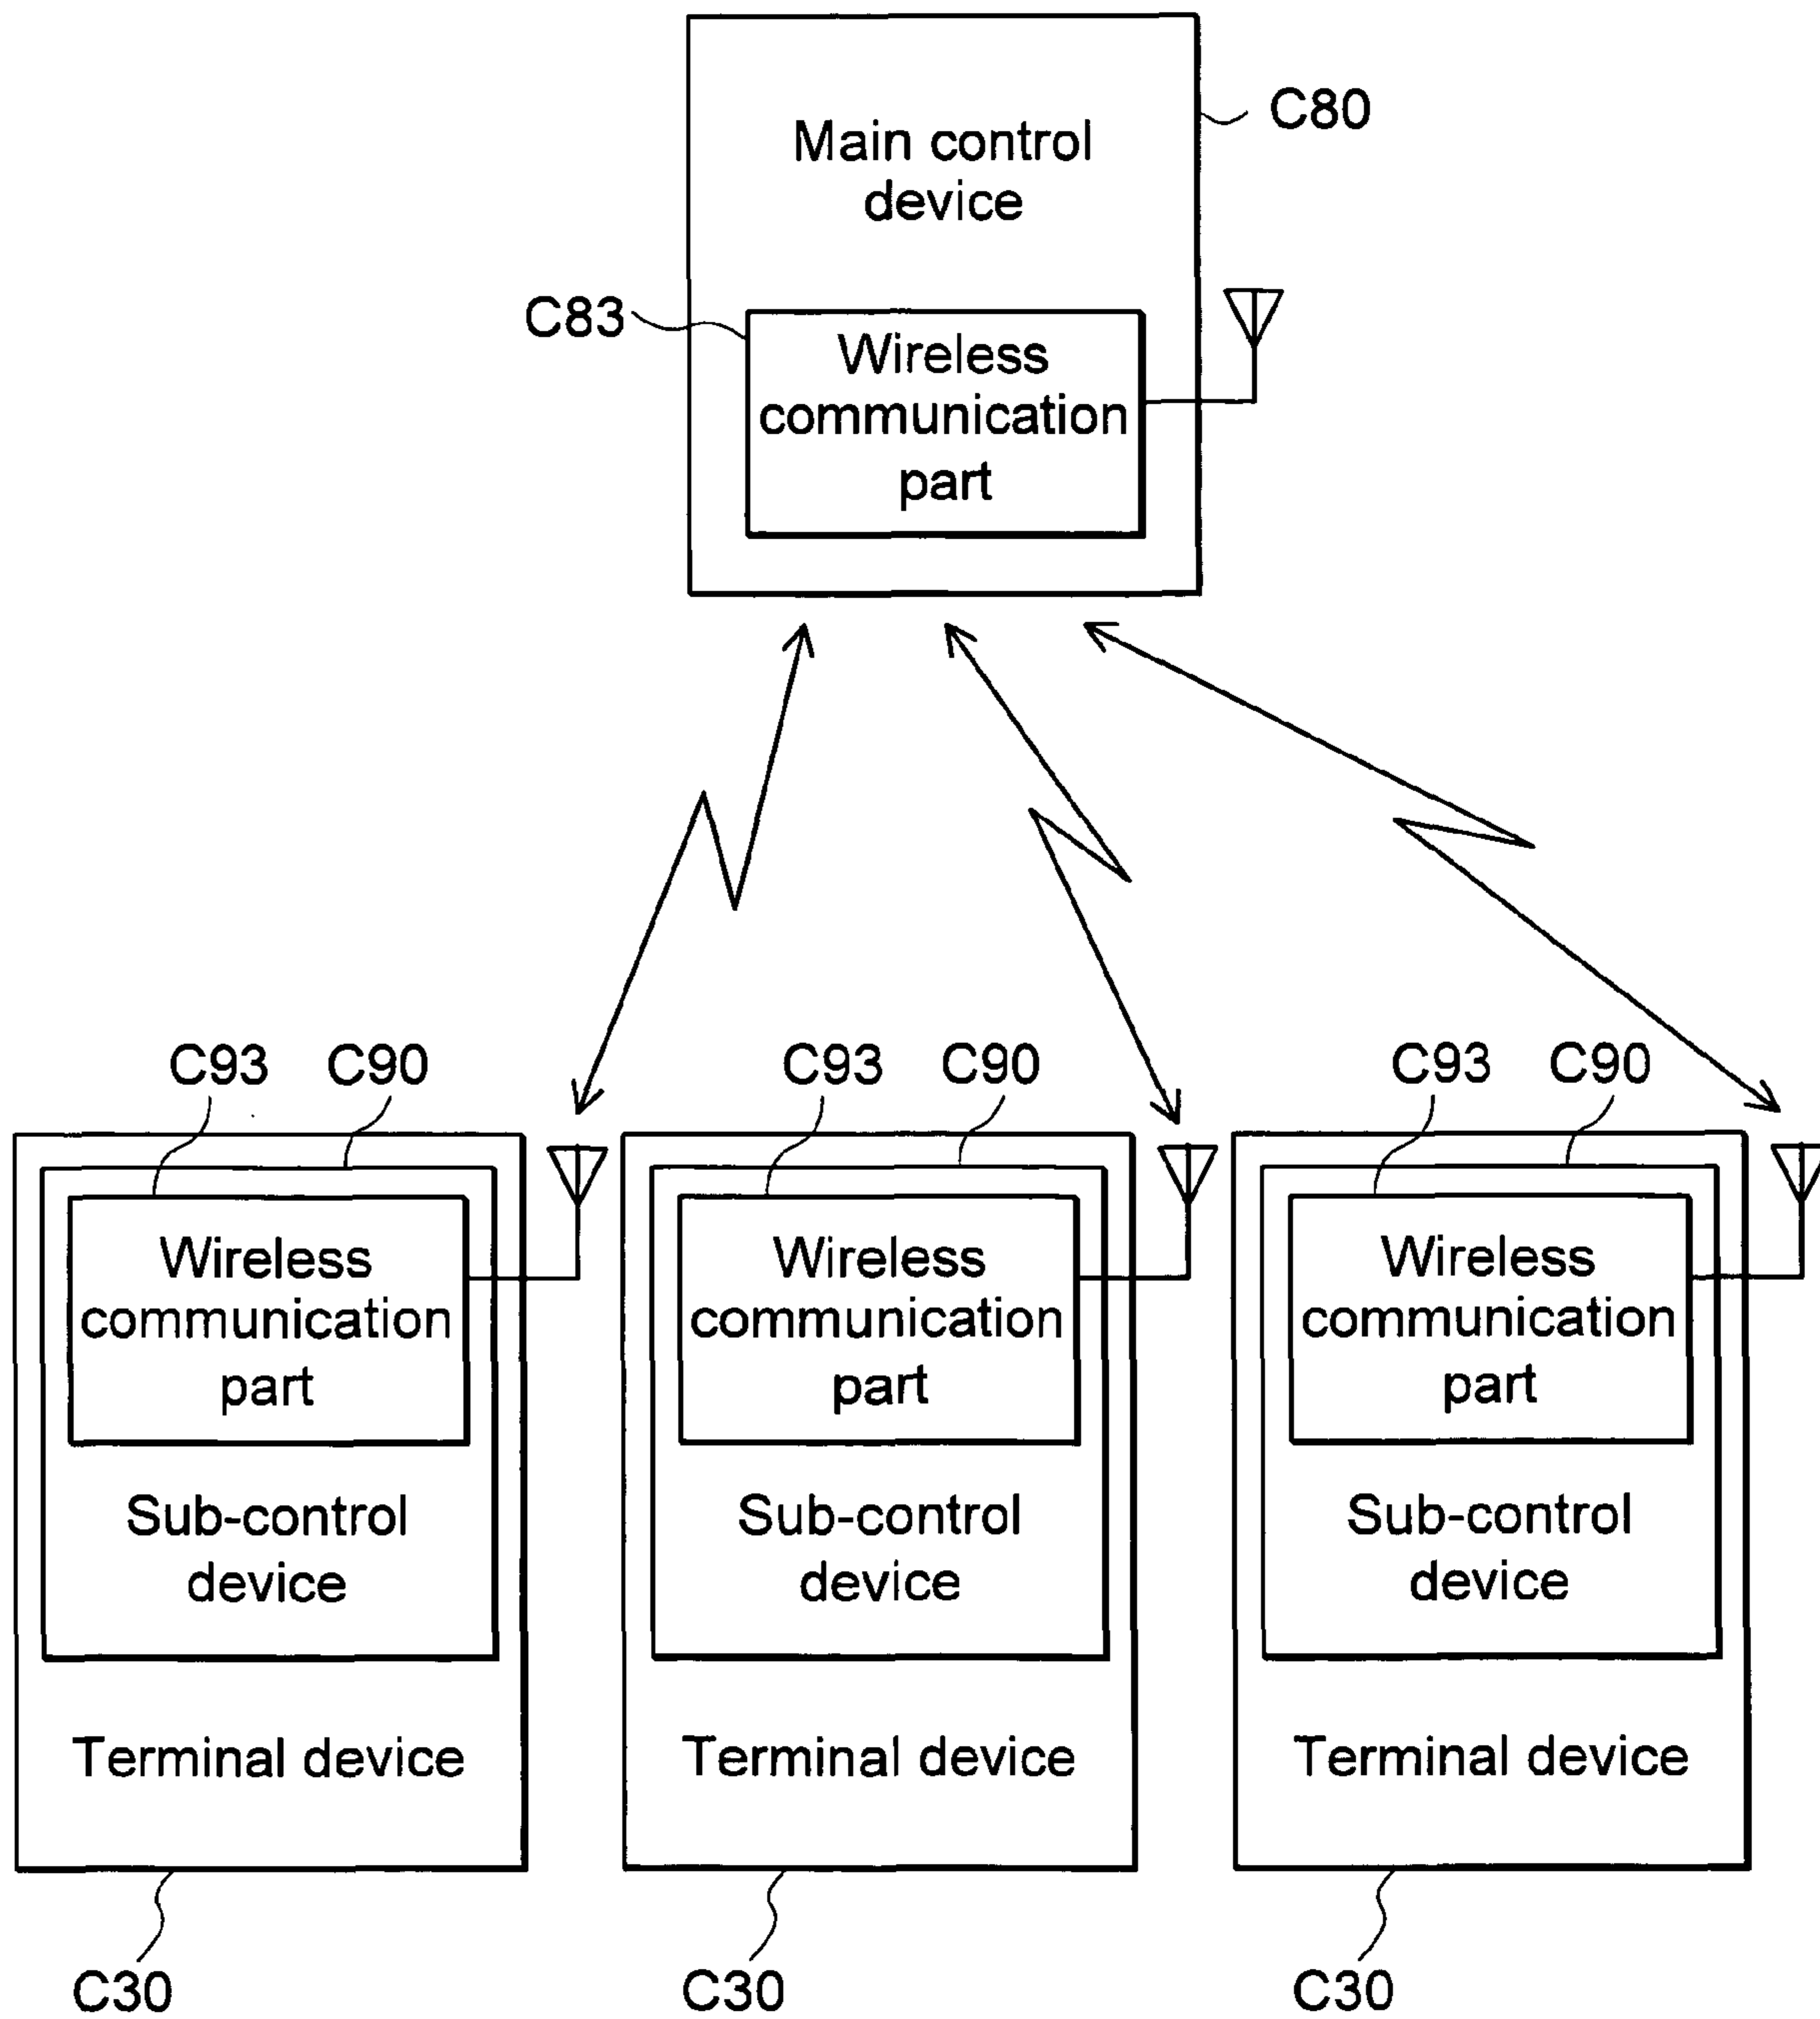 Main control
device
C80
C83
Wireless
communication
part
C93
C90
C93
C90
C93
C90
Wireless
communication
part
Sub-control
device
Terminal device
C30
Wireless
communication
part
Sub-control
device
Terminal device
C30
Wireless
communication
part
Sub-control
device
Terminal device
C30